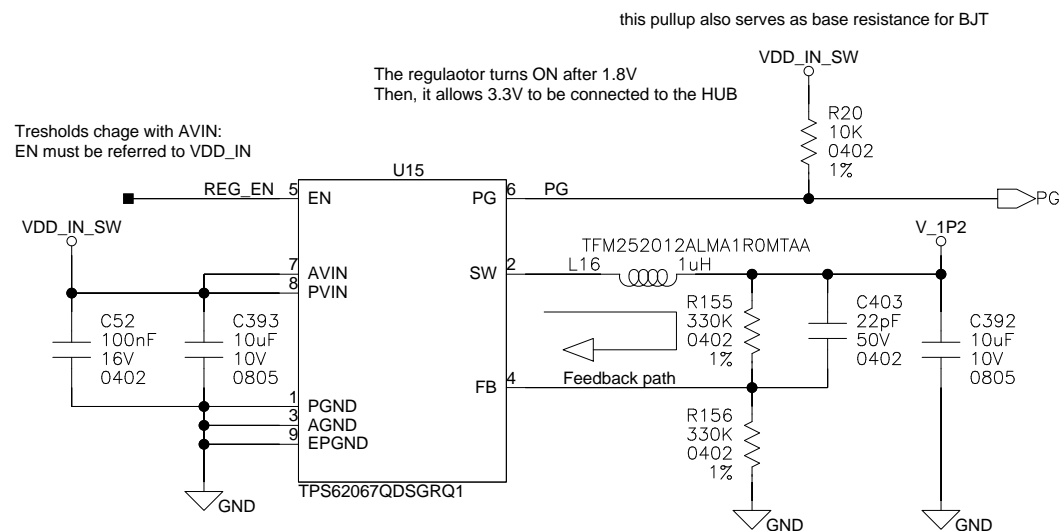 this pullup also serves as base resistance for BJT
VDD_IN_SW
The regulaotor turns ON after 1.8V
Then, it allows 3.3V to be connected to the HUB
R20
10K
0402
1%
Tresholds chage with AVIN:
EN must be referred to VDD_IN
U15
REG_EN
5
EN
PG
6
PG
PG
VDD_IN_SW
V_1P2
TFM252012ALMA1R0MTAA
7
AVIN
SW
2
L16
1uH
8
PVIN
C52
100nF
16V
0402
C393
10uF
10V
0805
R155
330K
0402
1%
C403
22pF
50V
0402
C392
10uF
10V
0805
FB
4
Feedback path
1
PGND
3
AGND
9
EPGND
R156
330K
0402
1%
TPS62067QDSGRQ1
GND
GND
GND